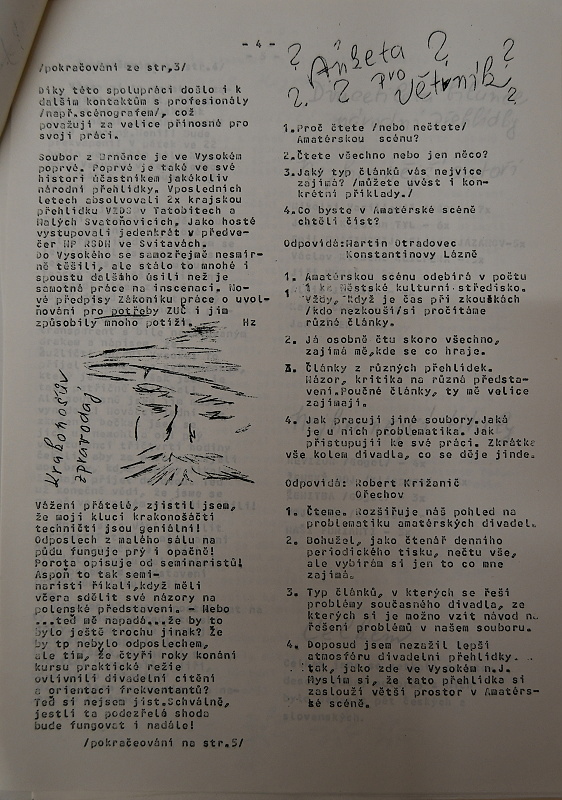 - 4 -
/pokračování ze str,3/
Díky této spolupráci došlo i k
dalším kontaktům s profesionály
/např.scénografem/, což
považují za velice přínosné pro
svoji práci.
Soubor z Brněnce je ve Vysokém
poprvé. Poprvé je také ve své
histori účastníkem jakékoliv
národní přehlídky. Vposledních
letech absolvovali 2x krajskou
přehlídku VZDS v Tatobitech a
Malých Svatoňovicích. Jako hosté
vystupovali jedenkrát v předve-
čer NP RSDH ve Svitavách.
Do Vysokého se samozřejmě nesmír-
ně těšili, ale stálo to mnohé i
spoustu dalšího úsilí než je
samotná práce na inscenaci. No-
vé předpisy Zákoníku práce o uvol-
ňování pro potřeby ZUČ i jim
způsobily mnoho potíží. Hz
Krakonošův
zpravodaj
Vážení přátelé, zjistil jsem,
že moji kluci krakonošáčti
techničtí jsou geniální!
Odposlech z malého sálu na
půdu funguje prý i opačně!
Porota opisuje od seminaristů!
Aspoň to tak semi-
naristi říkali,když měli
včera sdělit své názory na
polenské představení. - Nebo
...teď mě napadá...že by to
bylo ještě trochu jinak? Že
by to nebylo odposlechem,
ale tím, že čtyři roky konání
kursu praktické režie
ovlivnili divadelní cítění
a orientaci frekventantů?
Teď si nejsem jist.Schválně,
jestli ta podezřelá shoda
bude fungovat i nadále!
/pokračeování na str.5/
? ? ? ?
Anketa
pro
Větrník
? ? ?
1.Proč čtete /nebo nečtete/
Amatérskou scénu?
2.Čtete všechno nebo jen něco?
3.Jaký typ článků vás nejvíce
zajímá? /můžete uvést i kon-
krétní příklady./
4.Co byste v Amatérské scéně
chtěli číst?
Odpovídá:Martin Otradovec
Konstantinovy Lázně
1. Amatérskou scénu odebírá v počtu
1 ks Městské kulturní středisko.
Vždy, když je čas při zkouškách
/kdo nezkouší/si pročítáme
různé články.
2. Já osobně čtu skoro všechno,
zajímá mě,kde se co hraje.
3. Články z různých přehlídek.
Názor, kritika na různá předsta-
vení.Poučné články, ty mě velice
zajímají.
4. Jak pracují jiné soubory.Jaká
je u nich problematika. Jak
přistupují ke své práci. Zkrátka
vše kolem divadla, co se děje jinde.
Odpovídá: Robert Križanič
Ořechov
1. Čteme. Rozšiřuje náš pohled na
problematiku amatérských divadel.
2. Bohužel, jako čtenář denního
periodického tisku, nečtu vše,
ale vybírám si jen to co mne
zajímá.
3. Typ článků, v kterých se řeší
problémy současného divadla, ze
kterých si je možno vzít návod n.
řešení problémů v našem souboru.
4. Doposud jsem nezažil lepší
atmosféru divadelní přehlídky.
tak, jako zde ve Vysokém n.J.
Myslím si, že tato přehlídka si
zaslouží větší prostor v Amatérs-
ké scéně.